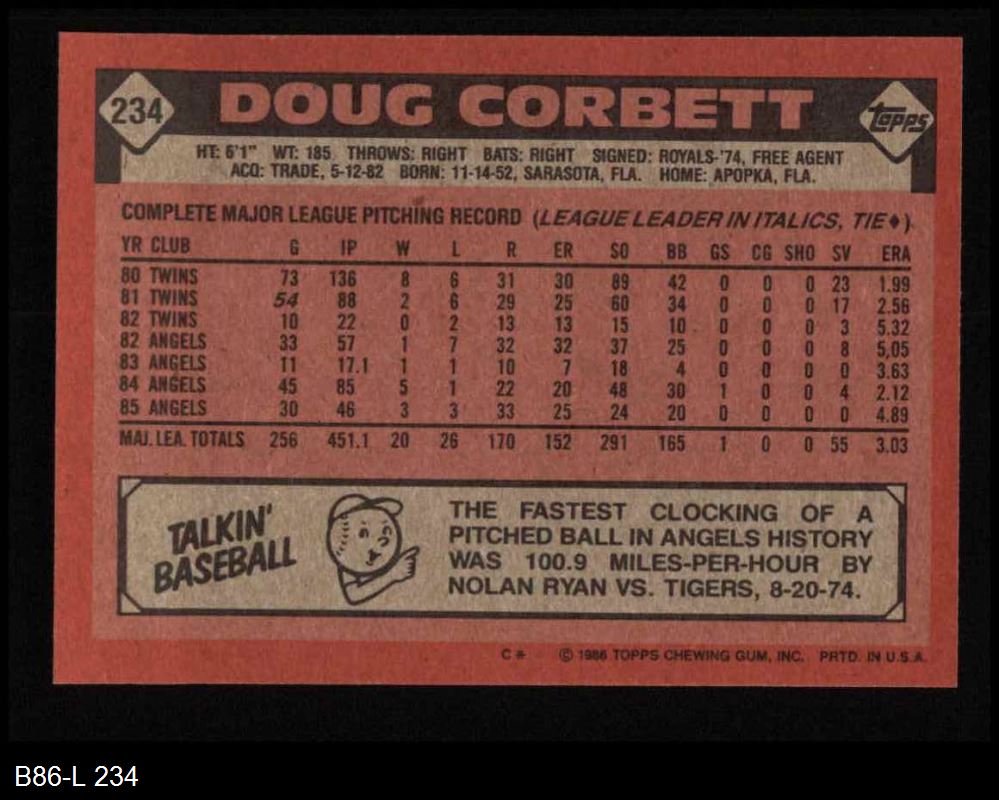 234
DOUG CORBETT
Topps
HT: 6'1" WT: 185 THROWS: RIGHT BATS: RIGHT SIGNED: ROYALS-'74, FREE AGENT
ACQ: TRADE, 5-12-82 BORN: 11-14-52, SARASOTA, FLA. HOME: APOPKA, FLA.
COMPLETE MAJOR LEAGUE PITCHING RECORD (LEAGUE LEADER IN ITALICS, TIE♦)
YR CLUB G IP W L R ER SO BB GS CG SHO SV ERA
80 TWINS 73 136 8 6 31 30 89 42 0 0 0 23 1.99
81 TWINS 54 88 2 6 29 25 60 34 0 0 0 17 2.56
82 TWINS 10 22 0 2 13 13 15 10 0 0 0 3 5.32
82 ANGELS 33 57 1 7 32 32 37 25 0 0 0 8 5.05
83 ANGELS 11 17.1 1 1 10 7 18 4 0 0 0 0 3.63
84 ANGELS 45 85 5 1 22 20 48 30 1 0 0 4 2.12
85 ANGELS 30 46 3 3 33 25 24 20 0 0 0 0 4.89
MAJ. LEA. TOTALS 256 451.1 20 26 170 152 291 165 1 0 0 55 3.03
TALKIN'
BASEBALL
THE FASTEST CLOCKING OF A
PITCHED BALL IN ANGELS HISTORY
WAS 100.9 MILES-PER-HOUR BY
NOLAN RYAN VS. TIGERS, 8-20-74.
C* © 1986 TOPPS CHEWING GUM, INC. PRTD. IN U.S.A.
B86-L 234